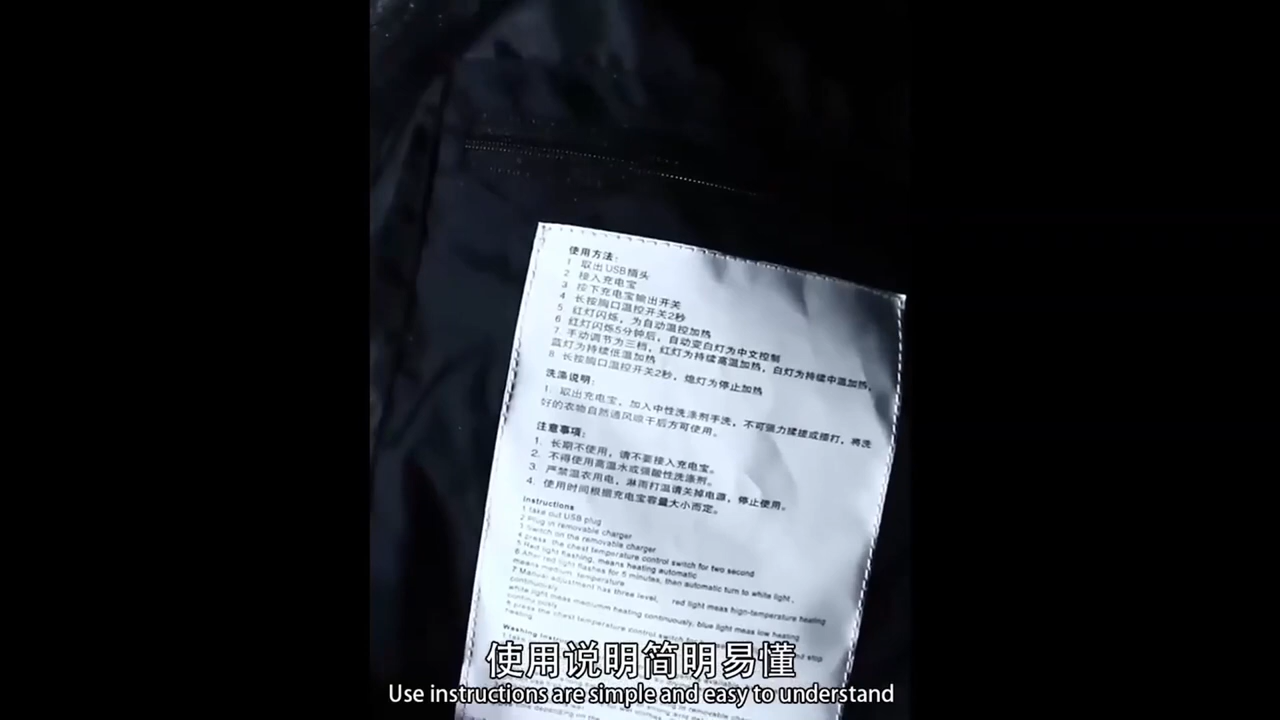 使用方法：
1 取出USB插头
2 接入充电宝
3 按下充电宝输出开关
4 长按胸口温控开关2秒
5 红灯闪烁，为自动温控加热
6 红灯闪烁5分钟后，自动变白灯为中文控制
7 手动调节为三档，红灯为持续高温加热，白灯为持续中温加热，
蓝灯为持续低温加热
8 长按胸口温控开关2秒，熄灯为停止加热
洗涤说明：
1. 取出充电宝，加入中性洗涤剂手洗，不可强力揉搓或捶打，将洗
好的衣物自然通风晾干后方可使用。
注意事项：
1. 长期不使用，请不要接入充电宝。
2. 不得使用高温水或强酸性洗涤剂。
3. 严禁湿衣用电，淋雨打湿请关掉电源，停止使用。
4. 使用时间根据充电宝容量大小而定。
Instructions
1 take out USB plug
2 Plug in removable charger
3 Switch on the removable charger
4 press the chest temperature control switch for two second
5 Red light flashing, means heating automatic
6 After red light flashes for 5 minutes, then automatic turn to white light,
means medium temperature
7 Manual adjustment has three level, red light meas hign-temperature heating
continuously
white light meas mediumm heating continuously, blue light meas low heating
continuously
8 press the chest temperature control switch for
heating
Washing
使用说明简明易懂
Use instructions are simple and easy to understand